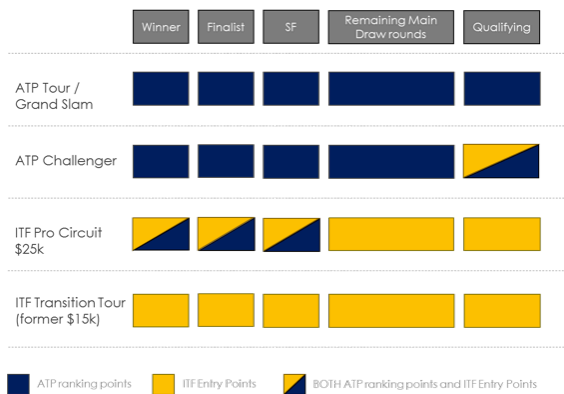 Winner
Finalist
SF
Remaining Main
Draw rounds
Qualifying
ATP Tour /
Grand Slam
ATP Challenger
ITF Pro Circuit
$25k
ITF Transition Tour
(former $15k)
ATP ranking points
ITF Entry Points
BOTH ATP ranking points and ITF Entry Points